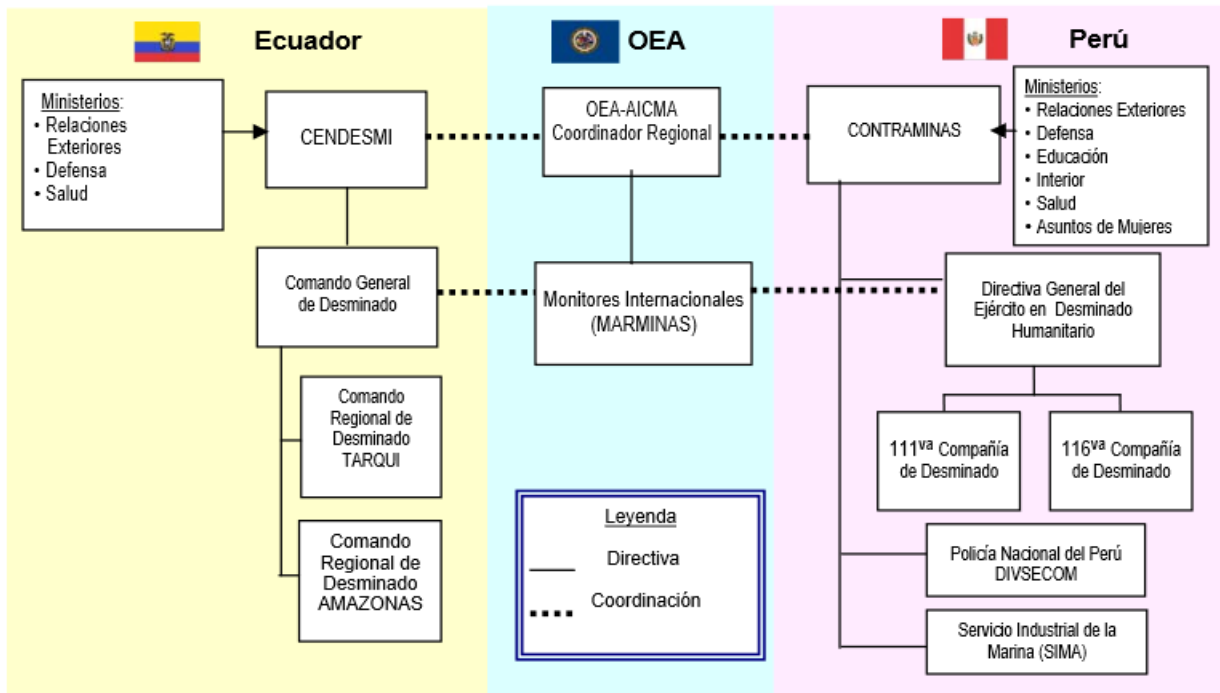 Ecuador
OEA
Perú
Ministerios:
• Relaciones
Exteriores
• Defensa
• Salud
CENDESMI
OEA-AICMA
Coordinador Regional
CONTRAMINAS
Ministerios:
• Relaciones Exteriores
• Defensa
• Educación
• Interior
• Salud
• Asuntos de Mujeres
Comando General
de Desminado
Monitores Internacionales
(MARMINAS)
Directiva General del
Ejército en Desminado
Humanitario
Comando
Regional de
Desminado
TARQUI
111va Compañía
de Desminado
116va Compañía
de Desminado
Comando
Regional de
Desminado
AMAZONAS
Leyenda
Directiva
Coordinación
Policía Nacional del Perú
DIVSECOM
Servicio Industrial de la
Marina (SIMA)